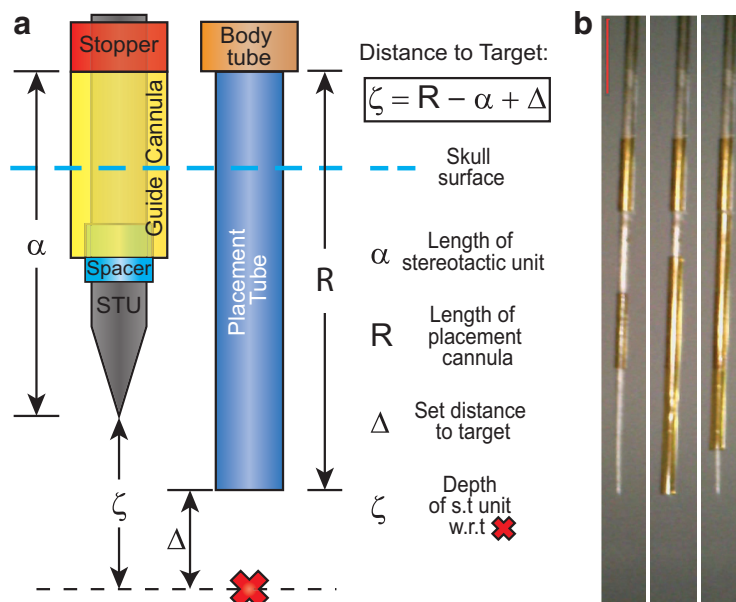 a
Stopper
Guide Cannula
Spacer
STU
α
ζ
Body
tube
Placement
Tube
R
Δ
Distance to Target:
ζ = R − α + Δ
Skull
surface
α
Length of
stereotactic unit
R
Length of
placement
cannula
Δ
Set distance
to target
ζ
Depth
of s.t unit
w.r.t
b